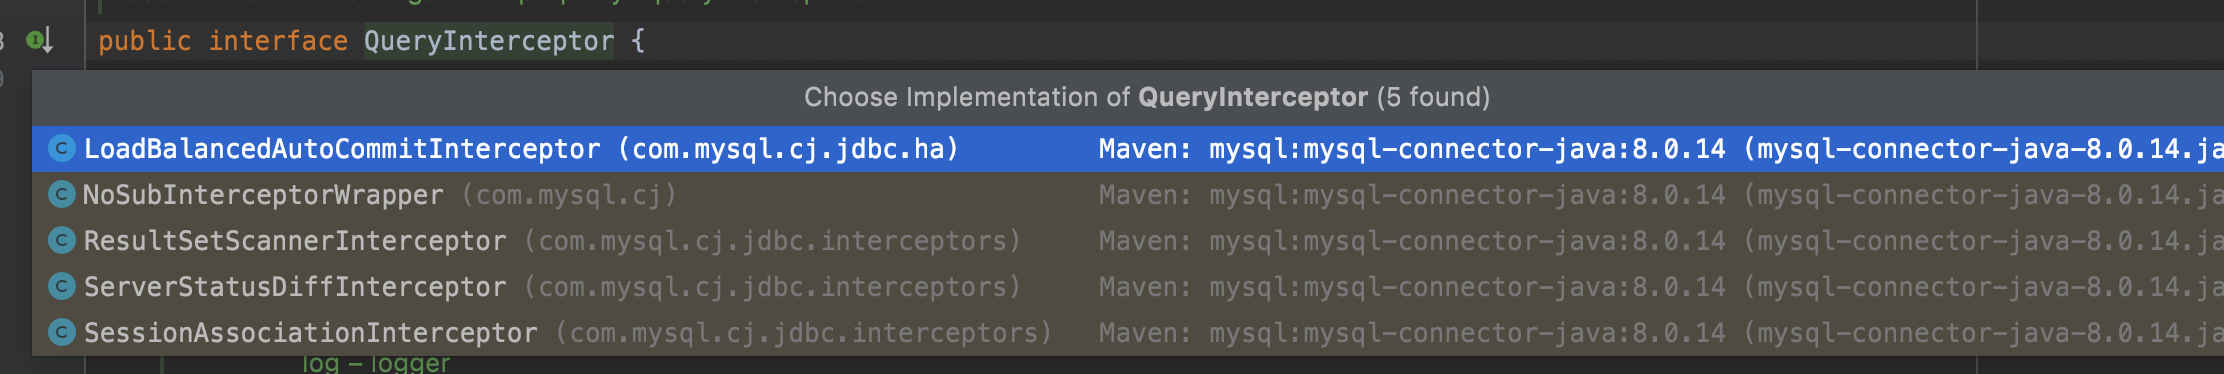 public interface QueryInterceptor {
Choose Implementation of QueryInterceptor (5 found)
LoadBalancedAutoCommitInterceptor (com.mysql.cj.jdbc.ha) Maven: mysql:mysql-connector-java:8.0.14 (mysql-connector-java-8.0.14.ja
NoSubInterceptorWrapper (com.mysql.cj) Maven: mysql:mysql-connector-java:8.0.14 (mysql-connector-java-8.0.14.ja
ResultSetScannerInterceptor (com.mysql.cj.jdbc.interceptors) Maven: mysql:mysql-connector-java:8.0.14 (mysql-connector-java-8.0.14.ja
ServerStatusDiffInterceptor (com.mysql.cj.jdbc.interceptors) Maven: mysql:mysql-connector-java:8.0.14 (mysql-connector-java-8.0.14.ja
SessionAssociationInterceptor (com.mysql.cj.jdbc.interceptors) Maven: mysql:mysql-connector-java:8.0.14 (mysql-connector-java-8.0.14.ja
log – logger